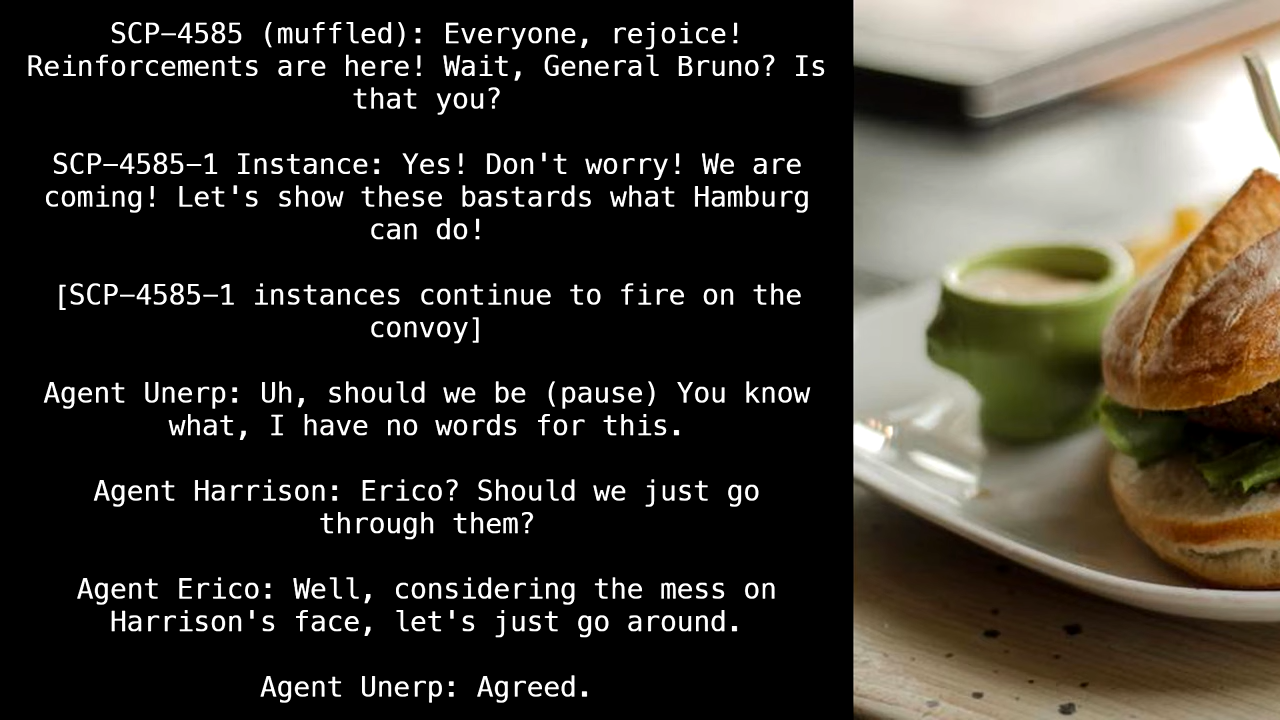 SCP–4585 (muffled): Everyone, rejoice!
Reinforcements are here! Wait, General Bruno? Is
that you?
SCP–4585–1 Instance: Yes! Don't worry! We are
coming! Let's show these bastards what Hamburg
can do!
[SCP–4585–1 instances continue to fire on the
convoy]
Agent Unerp: Uh, should we be (pause) You know
what, I have no words for this.
Agent Harrison: Erico? Should we just go
through them?
Agent Erico: Well, considering the mess on
Harrison's face, let's just go around.
Agent Unerp: Agreed.